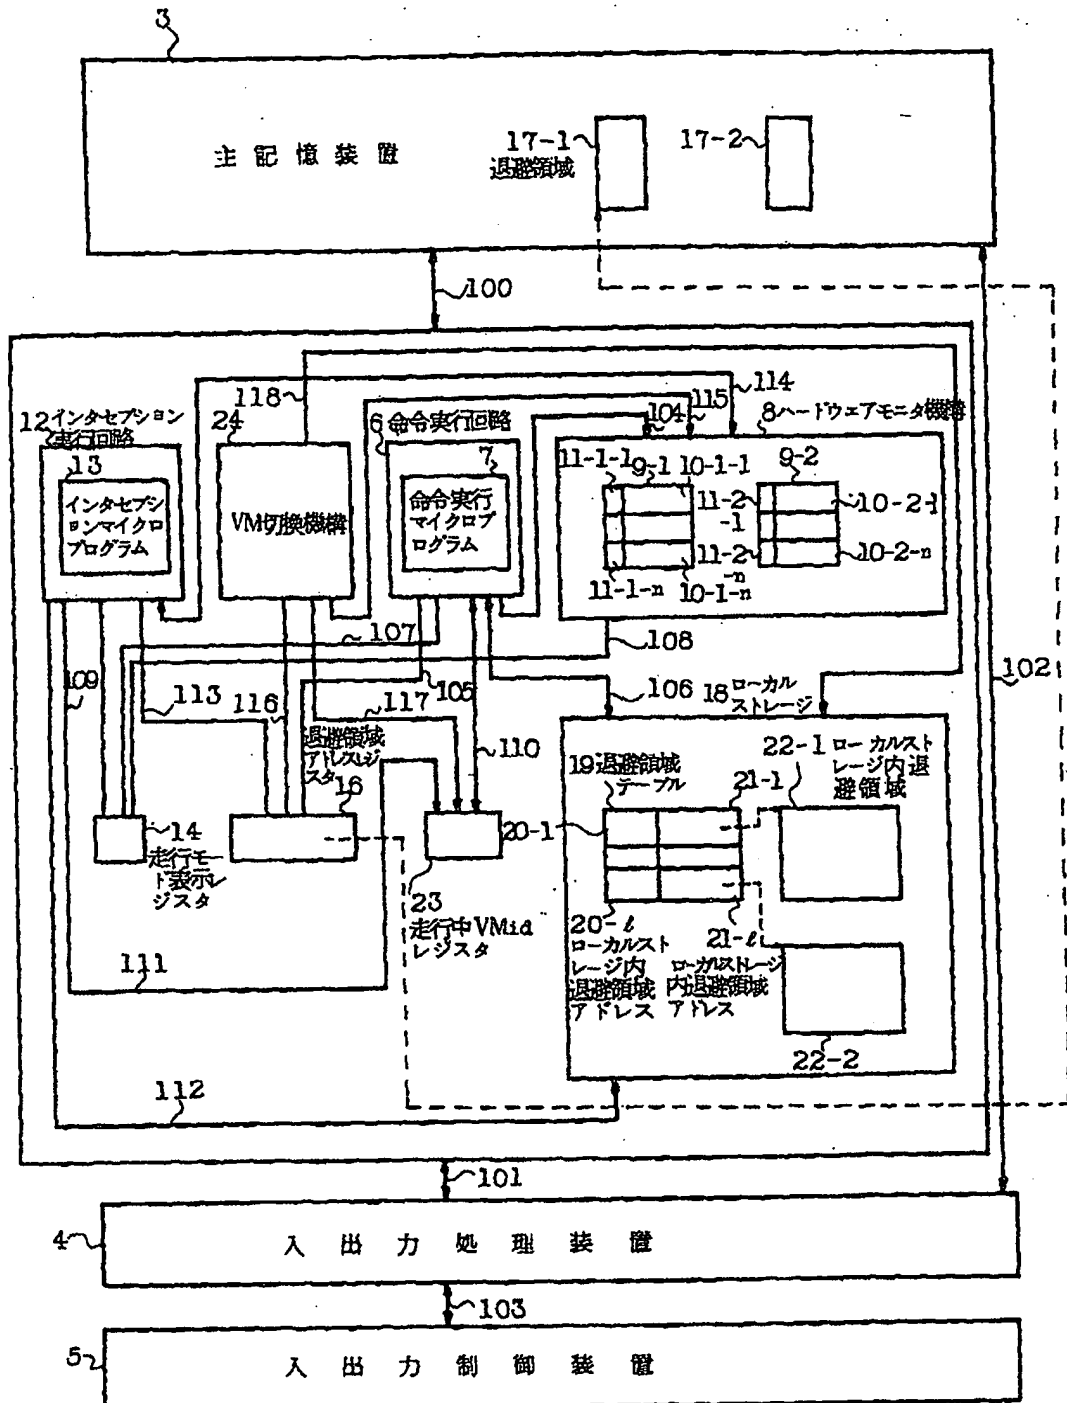 3
主記憶装置
17-1
退避領域
17-2
100
118
114
115
104
12 インタセプション
実行回路
24
6 命令実行回路
8 ハードウェアモニタ機構
13
インタセプシ
ョンマイクロ
プログラム
VM切換機構
7
命令実行
マイクロプ
ログラム
11-1-1
9-1
10-1-1
9-2
11-2
-1
10-2-1
11-2
-n
10-2-n
11-1-n
10-1-n
107
108
109
113
116
105
117
106
110
102
18 ローカル
ストレージ
退避領域
アドレスレジ
スタ
16
19 退避領域
テーブル
21-1
22-1 ローカルスト
レージ内退
避領域
14
走行モー
ド表示レ
ジスタ
20-1
23
走行中VMid
レジスタ
20-ℓ
ローカルスト
レージ内
退避領域
アドレス
21-ℓ
ローカルストレージ
内退避領域
アドレス
22-2
111
112
101
4
入出力処理装置
103
5
入出力制御装置